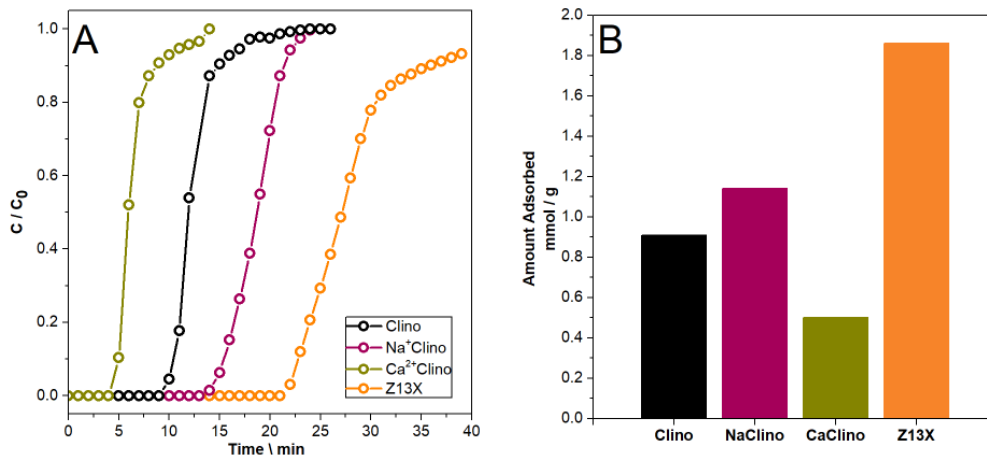 A
C / C₀
1.0
0.8
0.6
0.4
0.2
0.0
0 5 10 15 20 25 30 35 40
Time \ min
Clino
Na⁺Clino
Ca²⁺Clino
Z13X
B
Amount Adsorbed
mmol / g
2.0
1.8
1.6
1.4
1.2
1.0
0.8
0.6
0.4
0.2
0.0
Clino NaClino CaClino Z13X